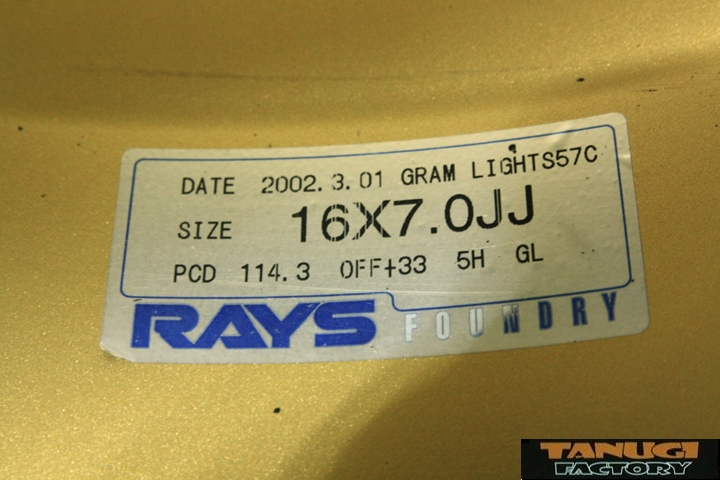 DATE 2002.3.01 GRAM LIGHTS57C
SIZE 16X7.0JJ
PCD 114.3 OFF+33 5H GL
RAYS FOUNDRY
TANUGI
FACTORY